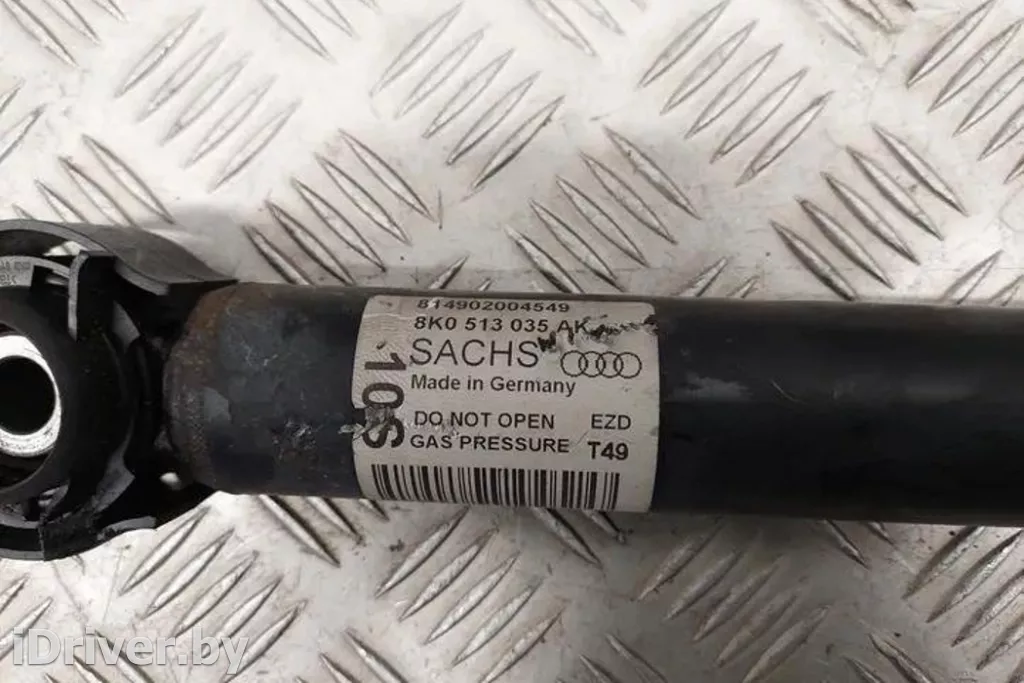 814902004549
8K0 513 035 AK
SACHS
Made in Germany
10S
DO NOT OPEN EZD
GAS PRESSURE T49
iDriver.by